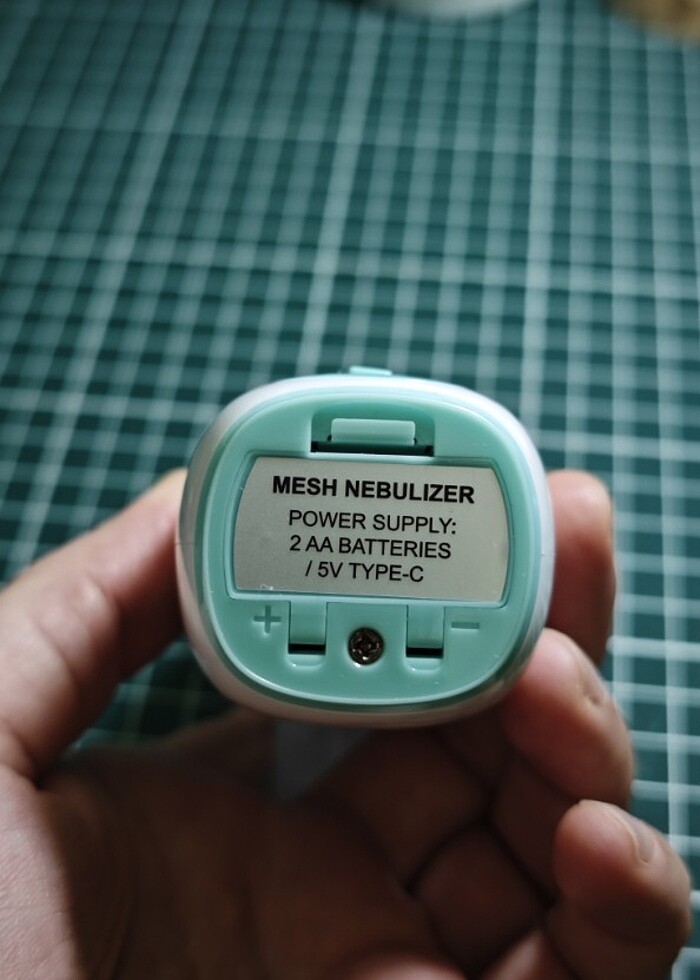 MESH NEBULIZER
POWER SUPPLY:
2 AA BATTERIES
/ 5V TYPE-C
+ −